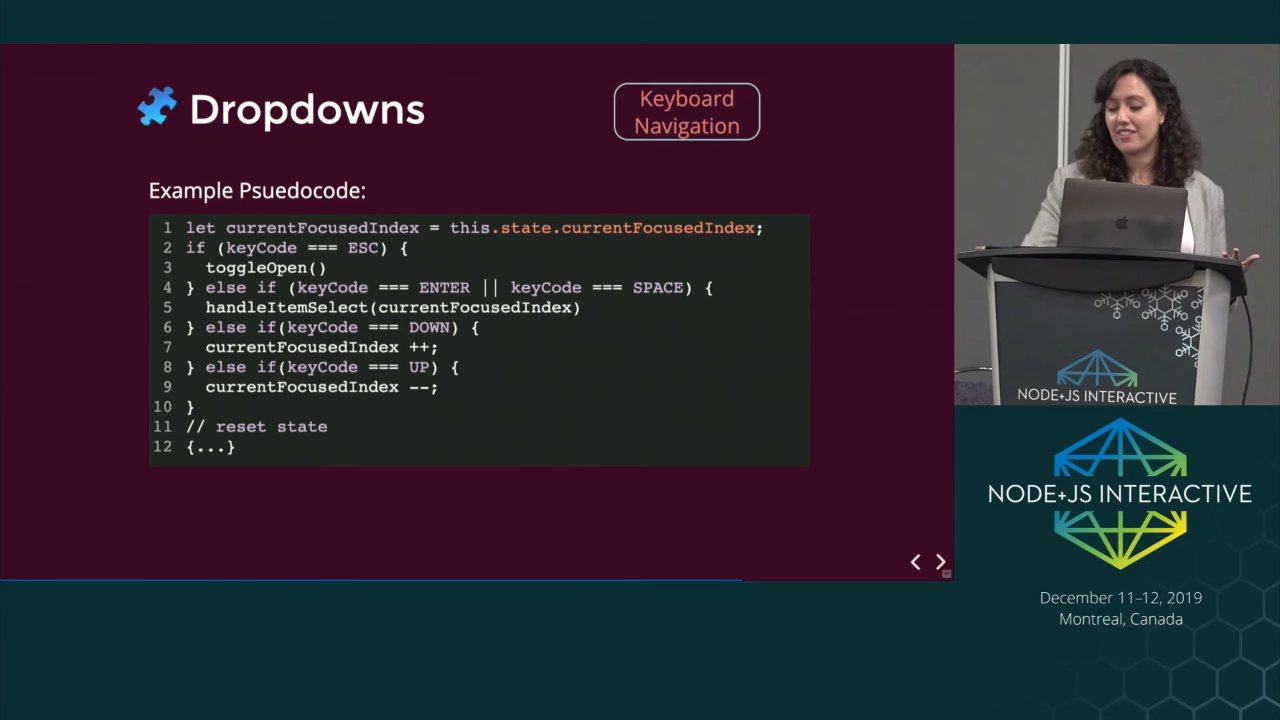 Dropdowns
Keyboard
Navigation
Example Psuedocode:
1 let currentFocusedIndex = this.state.currentFocusedIndex;
2 if (keyCode === ESC) {
3 toggleOpen()
4 } else if (keyCode === ENTER || keyCode === SPACE) {
5 handleItemSelect(currentFocusedIndex)
6 } else if(keyCode === DOWN) {
7 currentFocusedIndex ++;
8 } else if(keyCode === UP) {
9 currentFocusedIndex --;
10 }
11 // reset state
12 {...}
NODE+JS INTERACTIVE
NODE+JS INTERACTIVE
December 11–12, 2019
Montreal, Canada